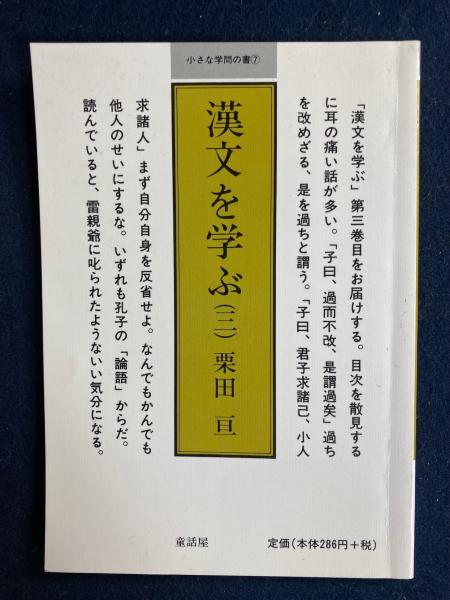 小さな学問の書⑦
「漢文を学ぶ」第三巻目をお届けする。目次を散見する
に耳の痛い話が多い。「子曰、過而不改、是謂過矣」過ち
を改めざる、是を過ちと謂う。「子曰、君子求諸己、小人
漢文を学ぶ（三）栗田 亘
求諸人」まず自分自身を反省せよ。なんでもかんでも
他人のせいにするな。いずれも孔子の「論語」からだ。
読んでいると、雷親爺に叱られたようないい気分になる。
童話屋
定価（本体286円＋税）